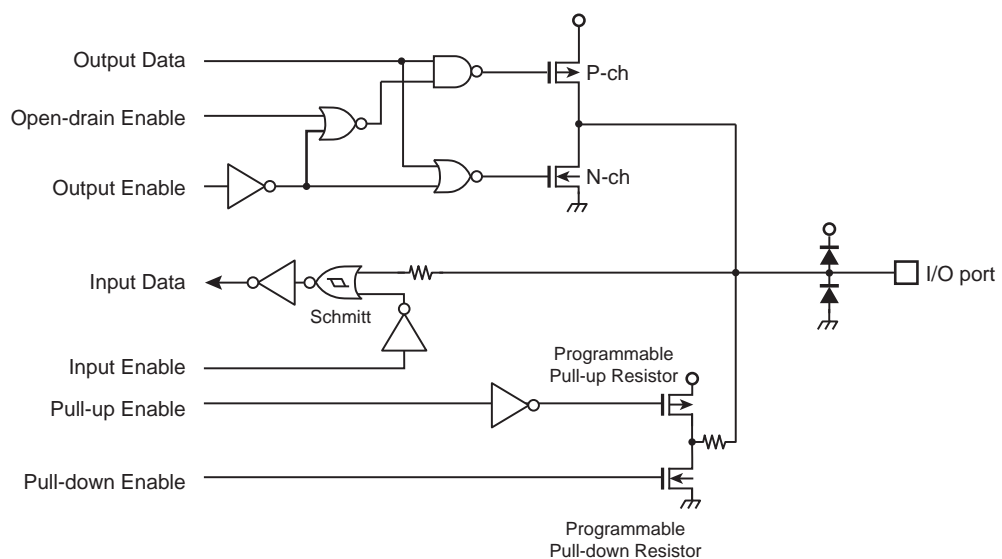 Output Data
P-ch
Open-drain Enable
Output Enable
N-ch
Input Data
I/O port
Schmitt
Input Enable
Programmable
Pull-up Resistor
Pull-up Enable
Pull-down Enable
Programmable
Pull-down Resistor